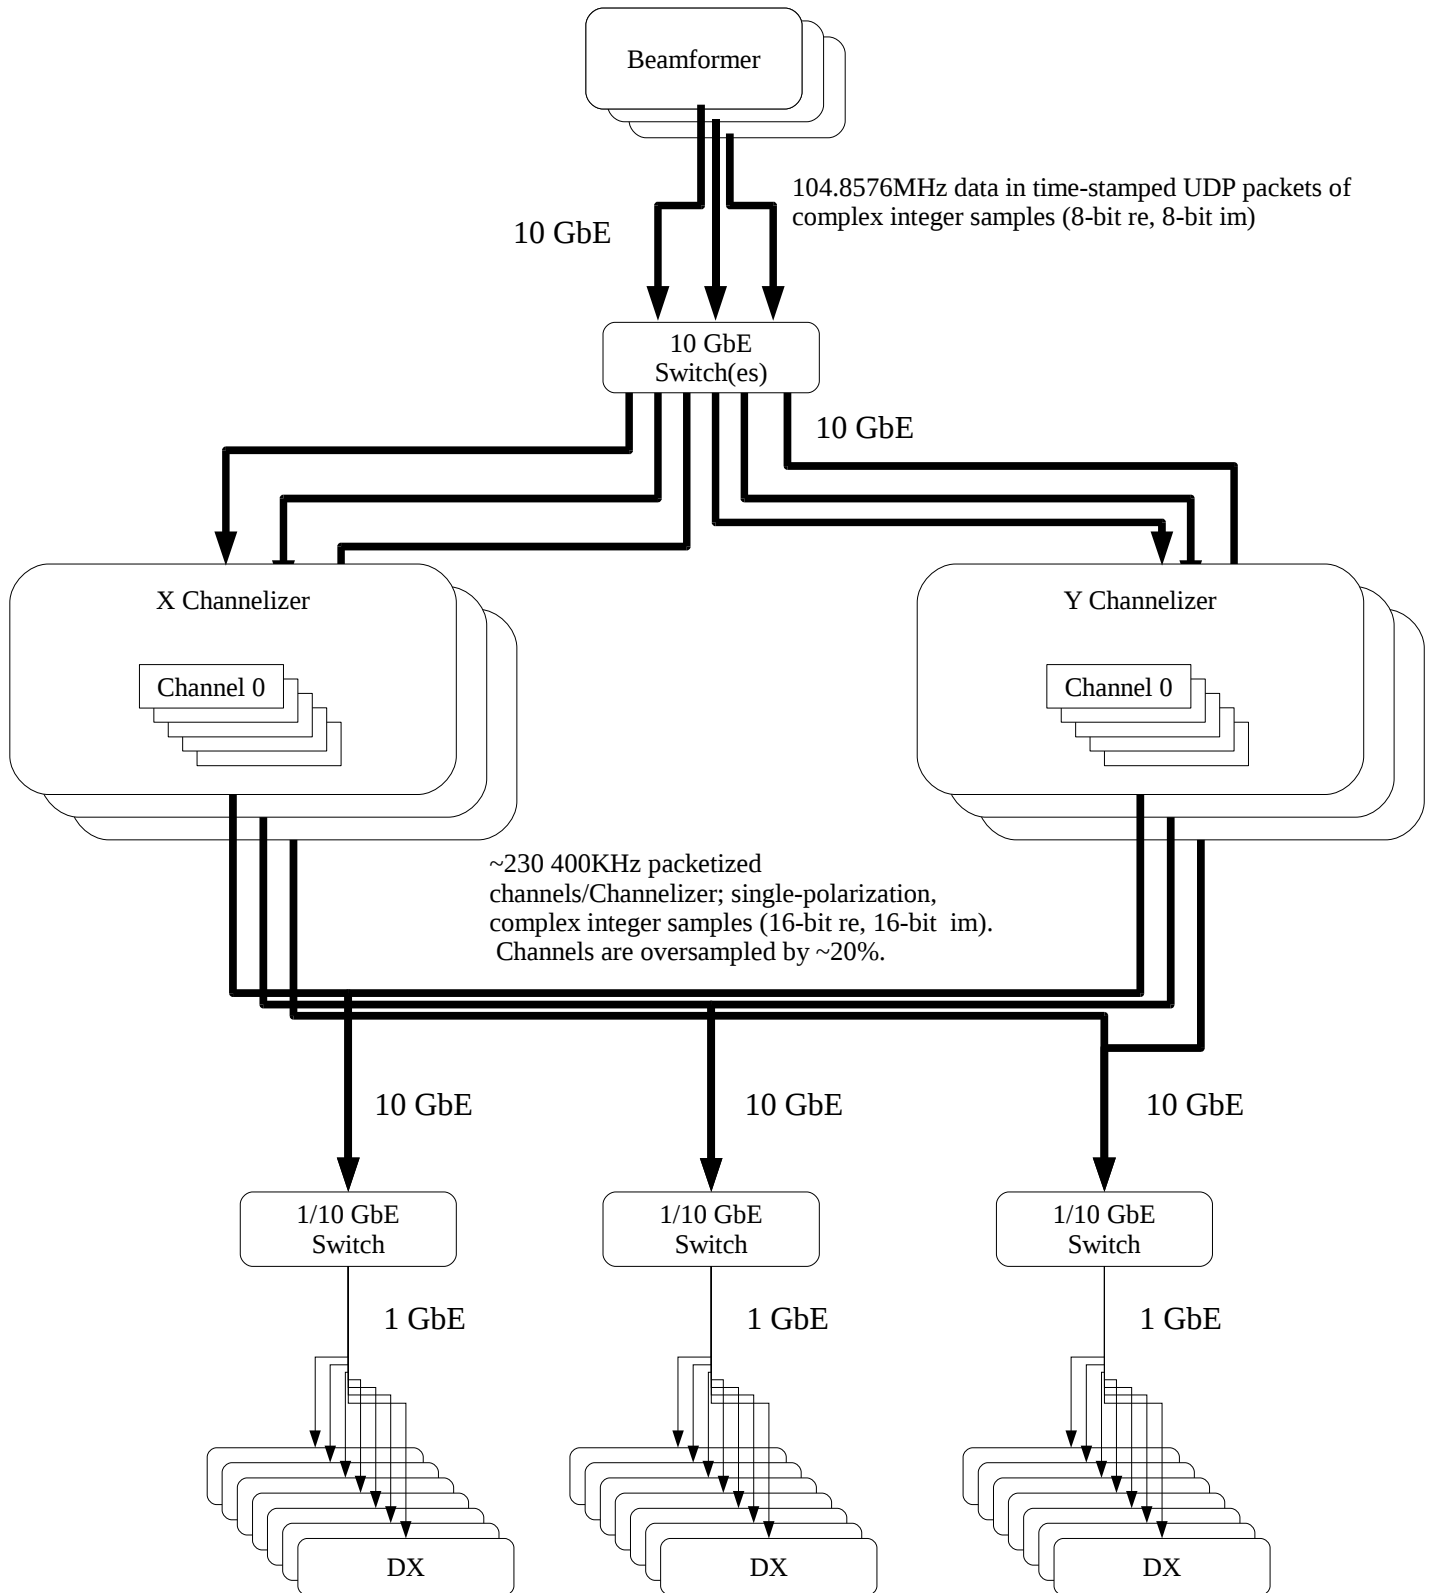 Beamformer
104.8576MHz data in time-stamped UDP packets of
complex integer samples (8-bit re, 8-bit im)
10 GbE
10 GbE
Switch(es)
10 GbE
X Channelizer
Y Channelizer
Channel 0
Channel 0
~230 400KHz packetized
channels/Channelizer; single-polarization,
complex integer samples (16-bit re, 16-bit im).
Channels are oversampled by ~20%.
10 GbE
10 GbE
10 GbE
1/10 GbE
Switch
1/10 GbE
Switch
1/10 GbE
Switch
1 GbE
1 GbE
1 GbE
DX
DX
DX